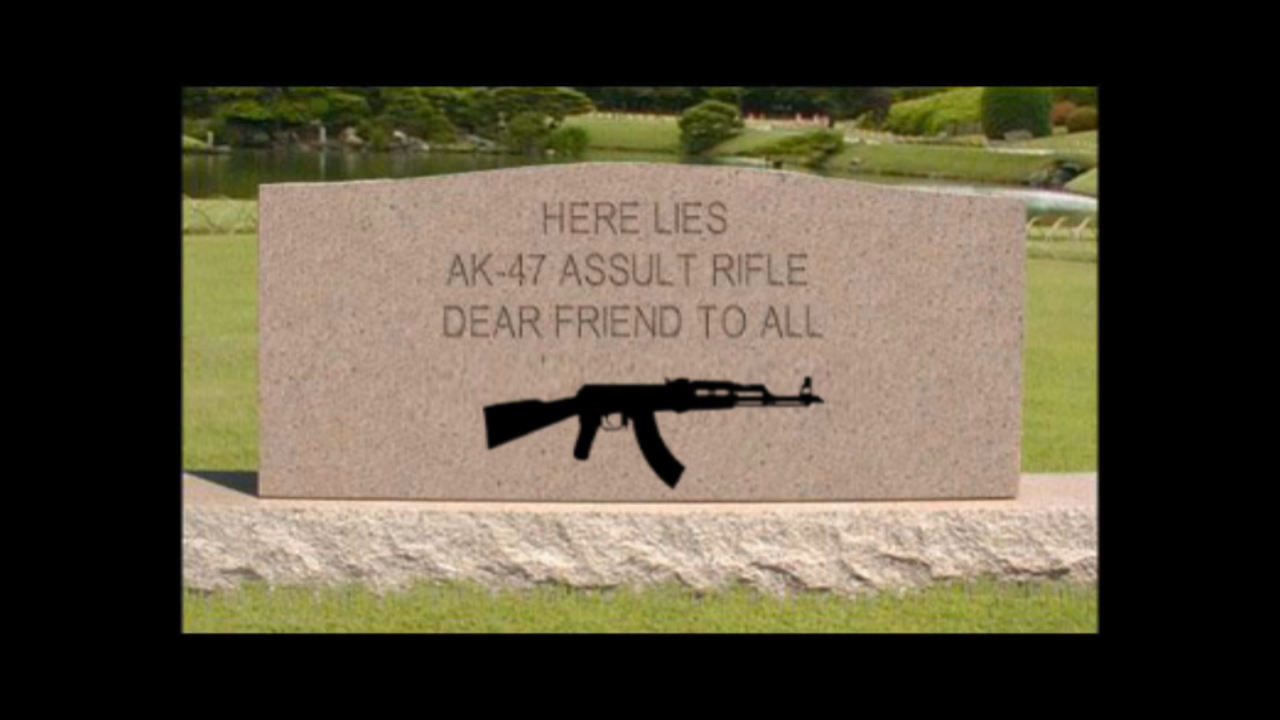 HERE LIES
AK-47 ASSULT RIFLE
DEAR FRIEND TO ALL